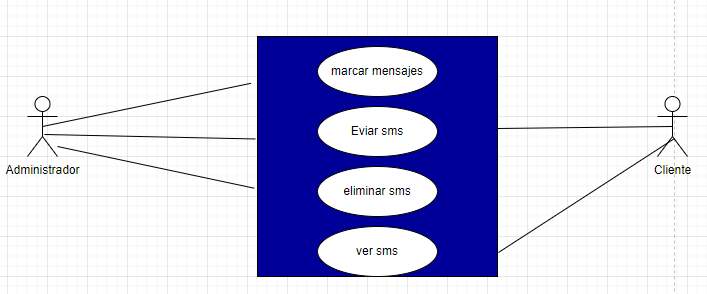 marcar mensajes
Eviar sms
eliminar sms
ver sms
Administrador
Cliente